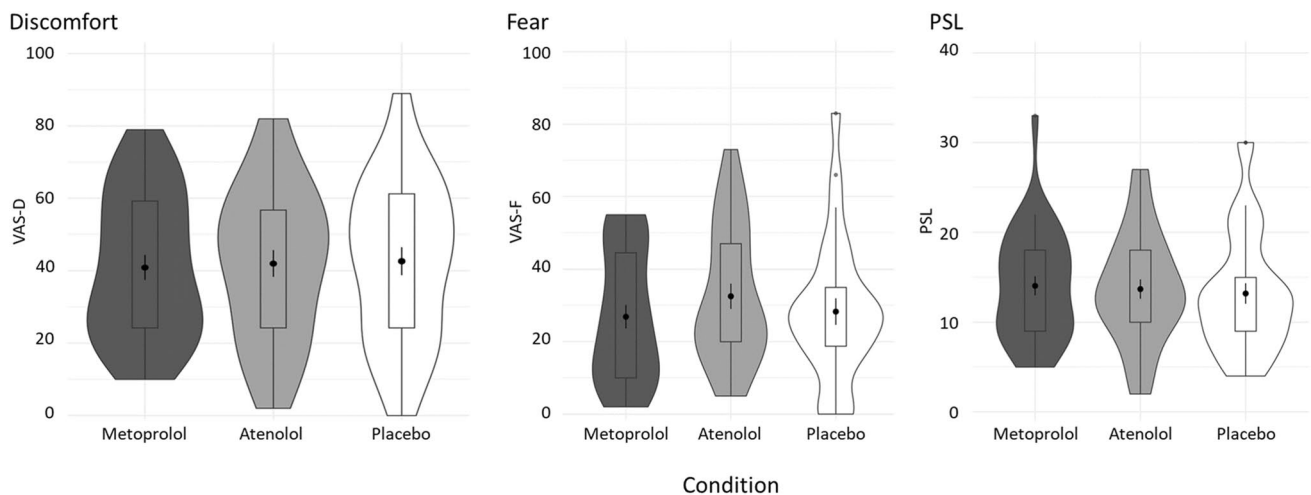 Discomfort
100
80
60
40
20
0
VAS-D
Metoprolol
Atenolol
Placebo
Fear
100
80
60
40
20
0
VAS-F
Metoprolol
Atenolol
Placebo
PSL
40
30
20
10
0
PSL
Metoprolol
Atenolol
Placebo
Condition